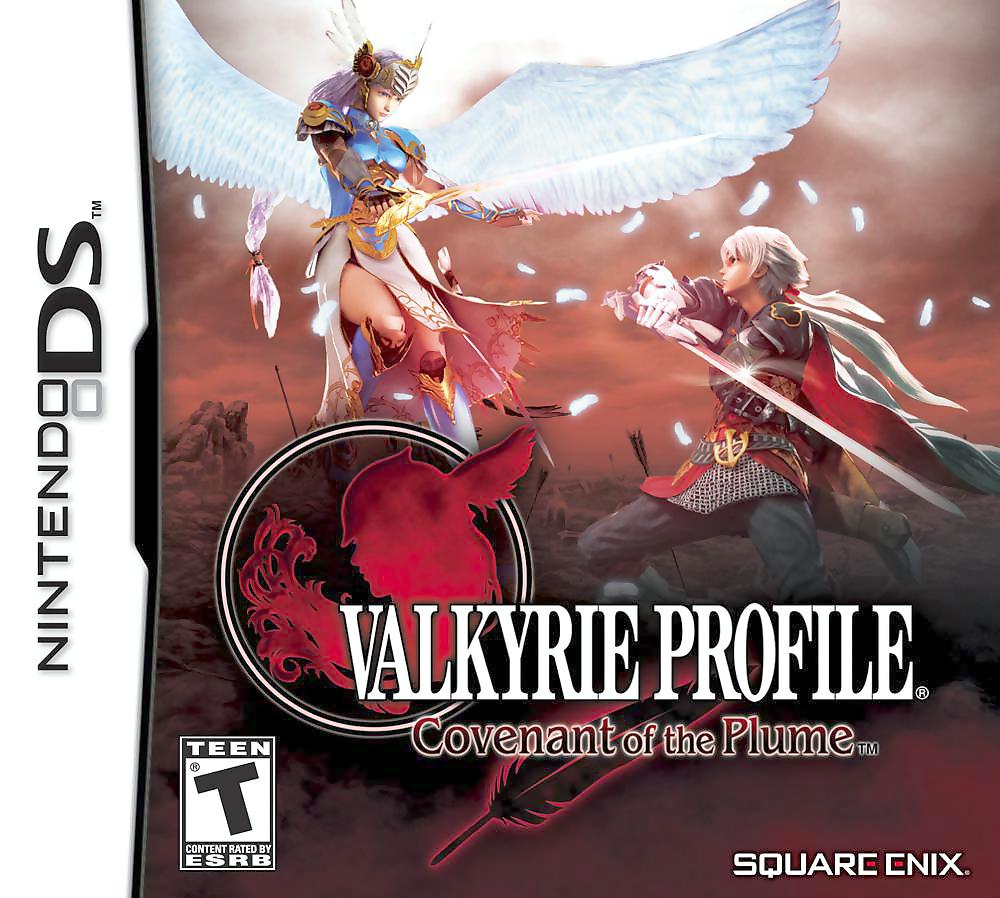 NINTENDO DS™
VALKYRIE PROFILE®
Covenant of the Plume™
TEEN
®
T
CONTENT RATED BY
ESRB
SQUARE ENIX.